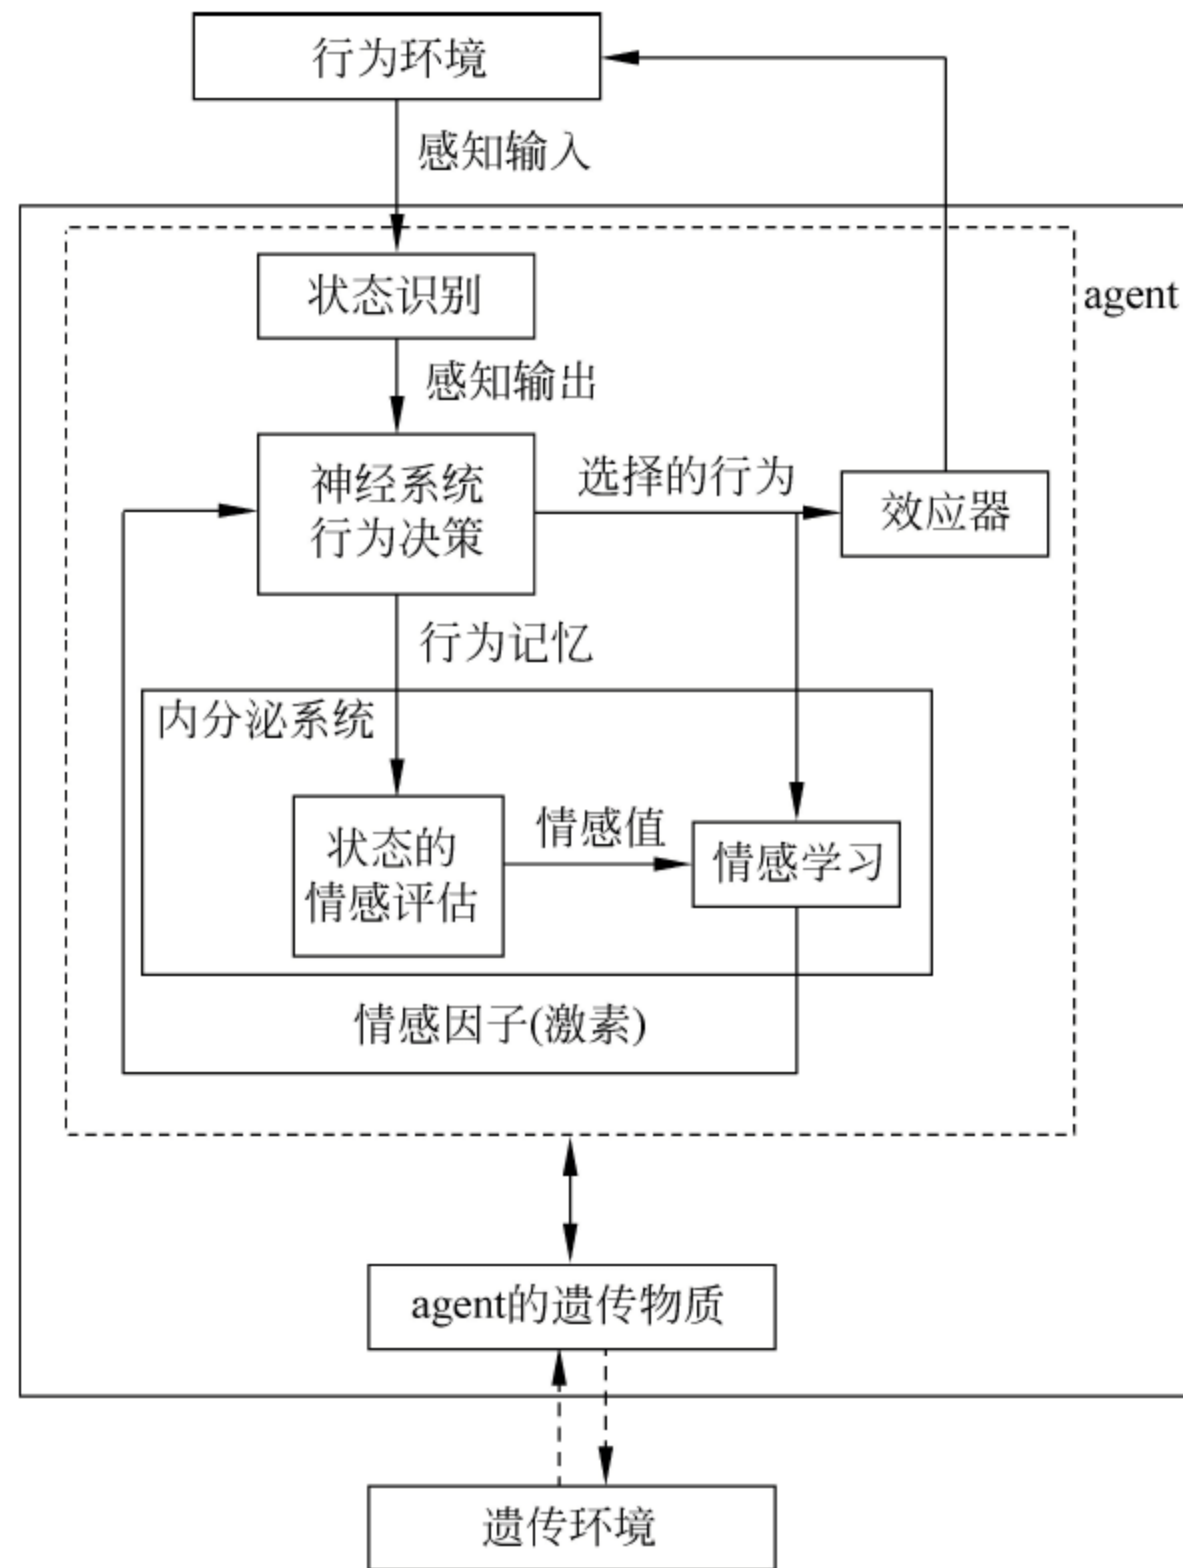 行为环境
感知输入
状态识别
agent
感知输出
神经系统
行为决策
选择的行为
效应器
行为记忆
内分泌系统
状态的
情感评估
情感值
情感学习
情感因子(激素)
agent的遗传物质
遗传环境